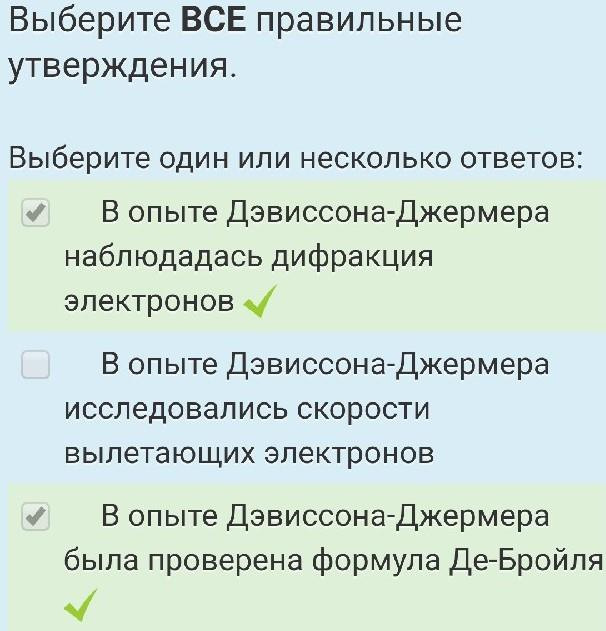 Выберите ВСЕ правильные
утверждения.
Выберите один или несколько ответов:
В опыте Дэвиссона-Джермера
наблюдадась дифракция
электронов
В опыте Дэвиссона-Джермера
исследовались скорости
вылетающих электронов
В опыте Дэвиссона-Джермера
была проверена формула Де-Бройля